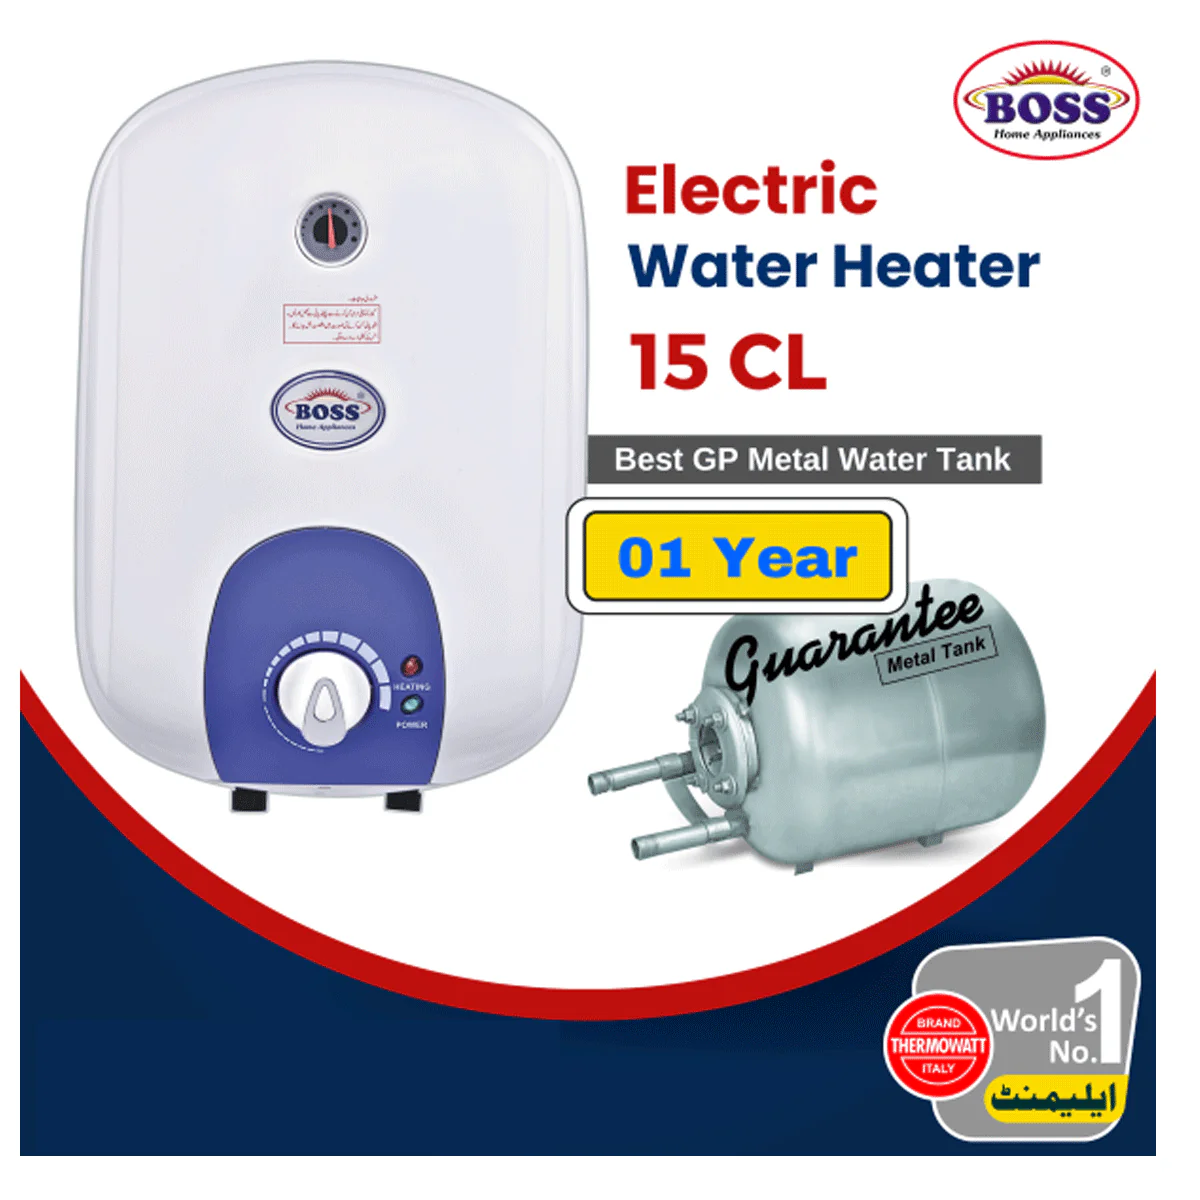 BOSS
®
Home Appliances
Electric
Water Heater
15 CL
Best GP Metal Water Tank
01 Year
Guarantee
Metal Tank
BOSS
®
Home Appliances
HEATING
POWER
World's
No. 1
BRAND
THERMOWATT
ITALY
ایلیمنٹ